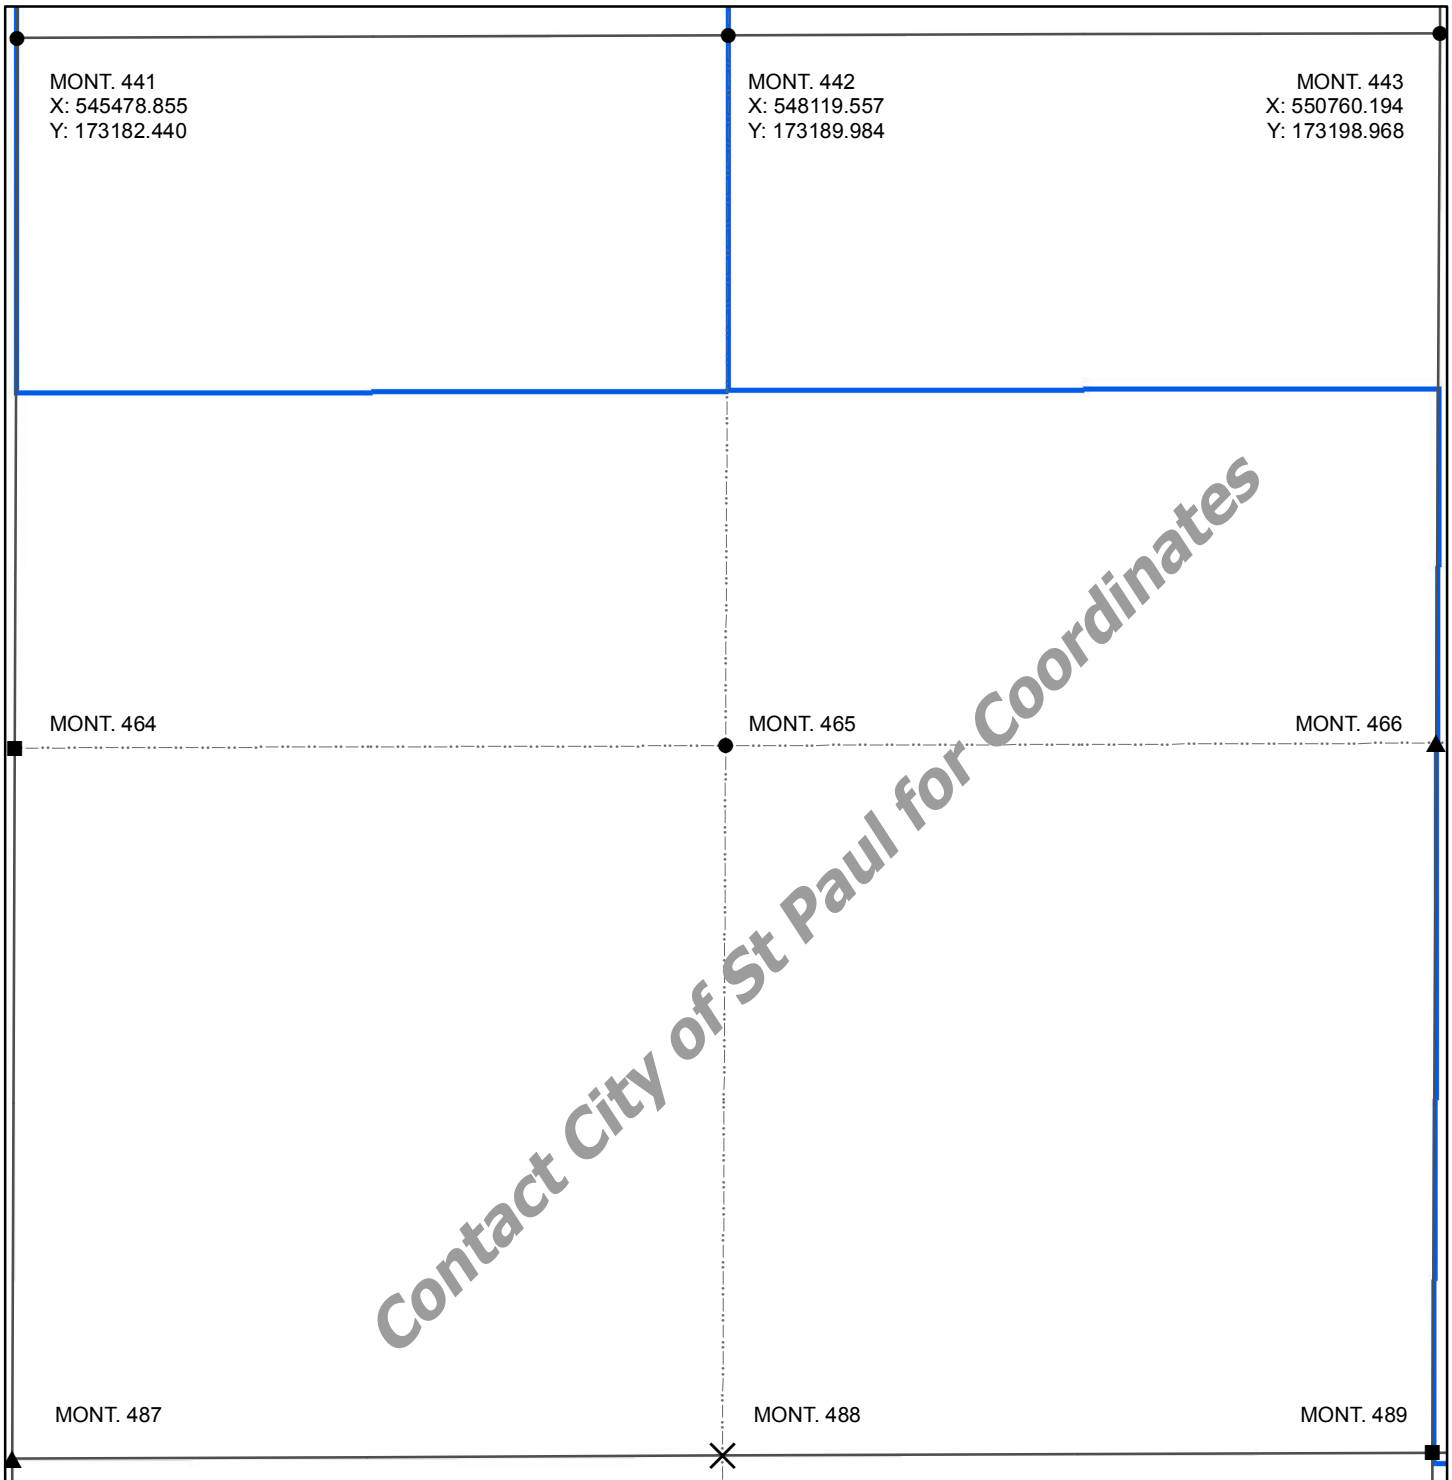 MONT. 441
X: 545478.855
Y: 173182.440
MONT. 442
X: 548119.557
Y: 173189.984
MONT. 443
X: 550760.194
Y: 173198.968
MONT. 464
MONT. 465
MONT. 466
Contact City of St Paul for Coordinates
MONT. 487
MONT. 488
MONT. 489